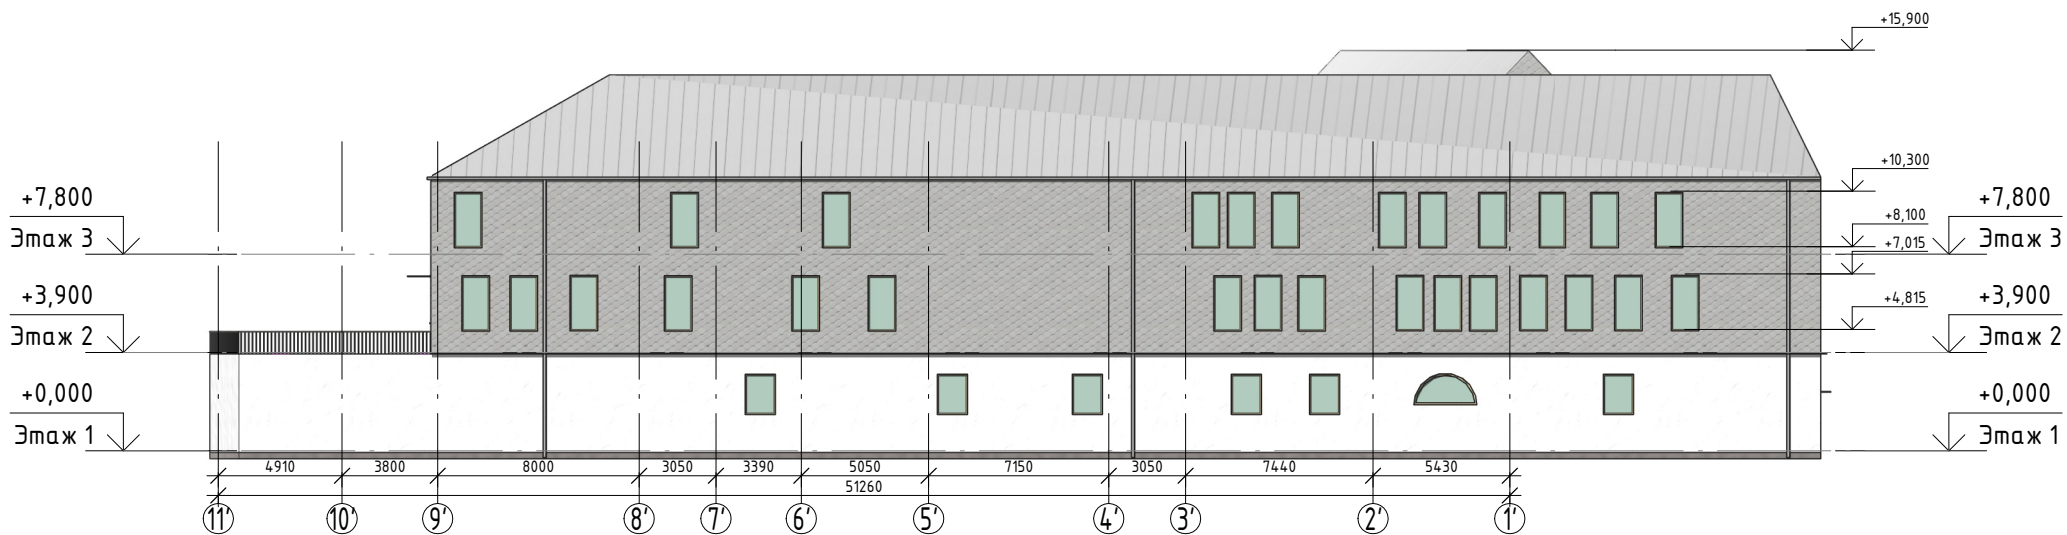 +15,900
+10,300
+7,800
Этаж 3
+8,100
+7,015
+7,800
Этаж 3
+3,900
Этаж 2
+4,815
+3,900
Этаж 2
+0,000
Этаж 1
+0,000
Этаж 1
4910 3800 8000 3050 3390 5050 7150 3050 7440 5430
51260
11' 10' 9' 8' 7' 6' 5' 4' 3' 2' 1'